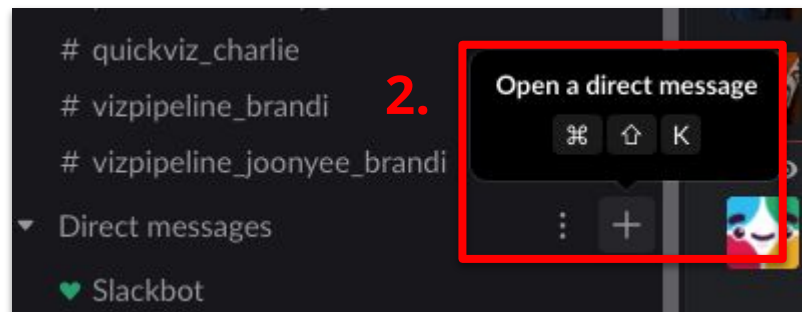 # quickviz_charlie
# vizpipeline_brandi
2.
Open a direct message
⌘ ⇧ K
# vizpipeline_joonyee_brandi
Direct messages
Slackbot